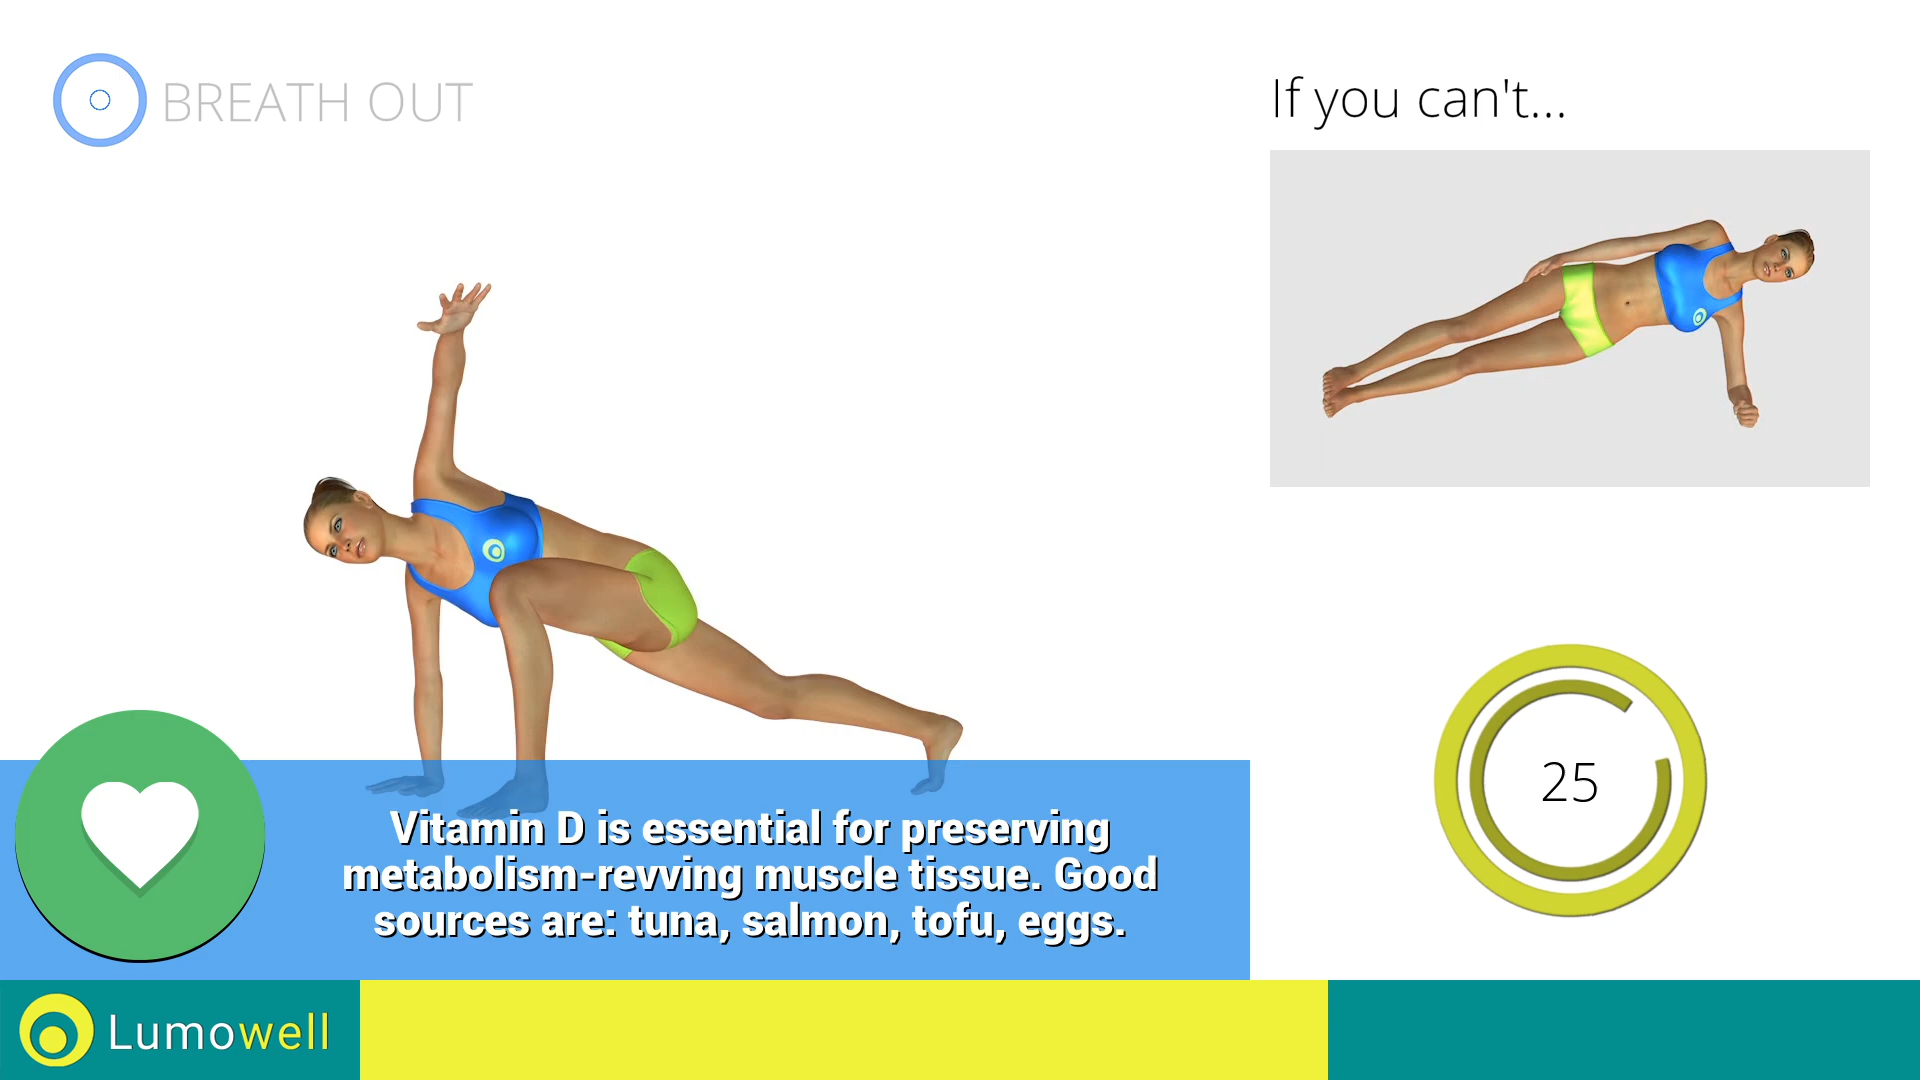 BREATH OUT
If you can't...
25
Vitamin D is essential for preserving
metabolism-revving muscle tissue. Good
sources are: tuna, salmon, tofu, eggs.
Lumowell